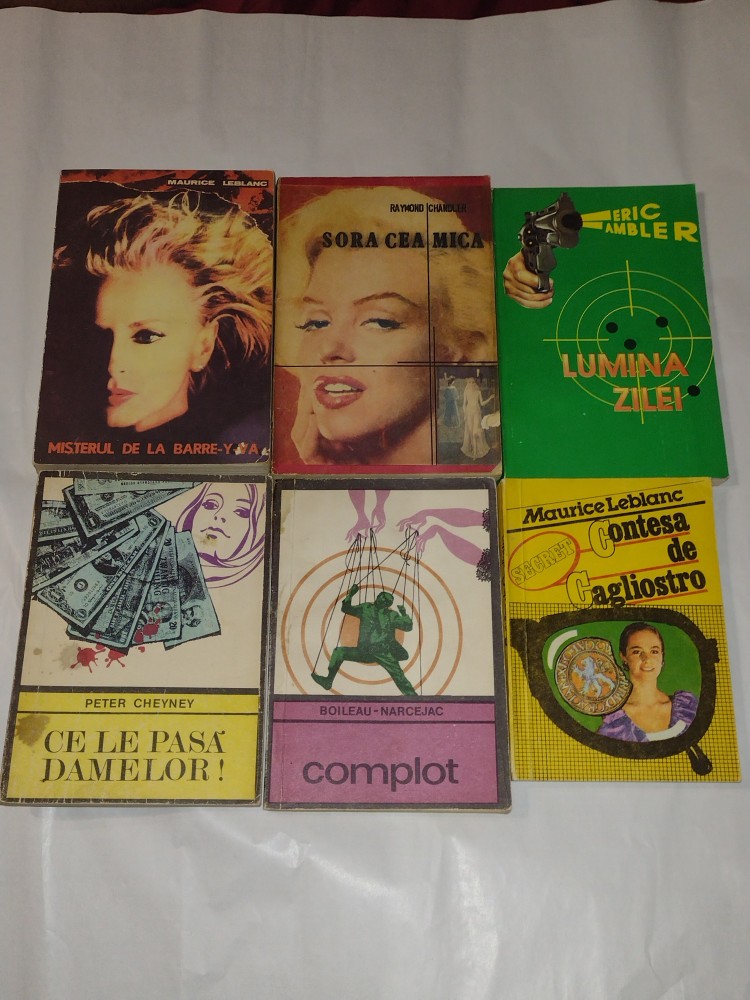 MAURICE LEBLANC
MISTERUL DE LA BARRE-Y-VA
RAYMOND CHANDLER
SORA CEA MICA
ERIC
AMBLER
LUMINA
ZILEI
PETER CHEYNEY
CE LE PASĂ
DAMELOR!
BOILEAU-NARCEJAC
complot
Maurice Leblanc
Contesa
de
Cagliostro
SECRET